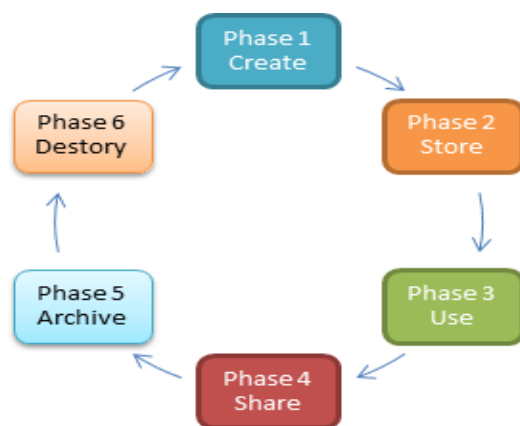 Phase 1
Create
Phase 2
Store
Phase 3
Use
Phase 4
Share
Phase 5
Archive
Phase 6
Destory